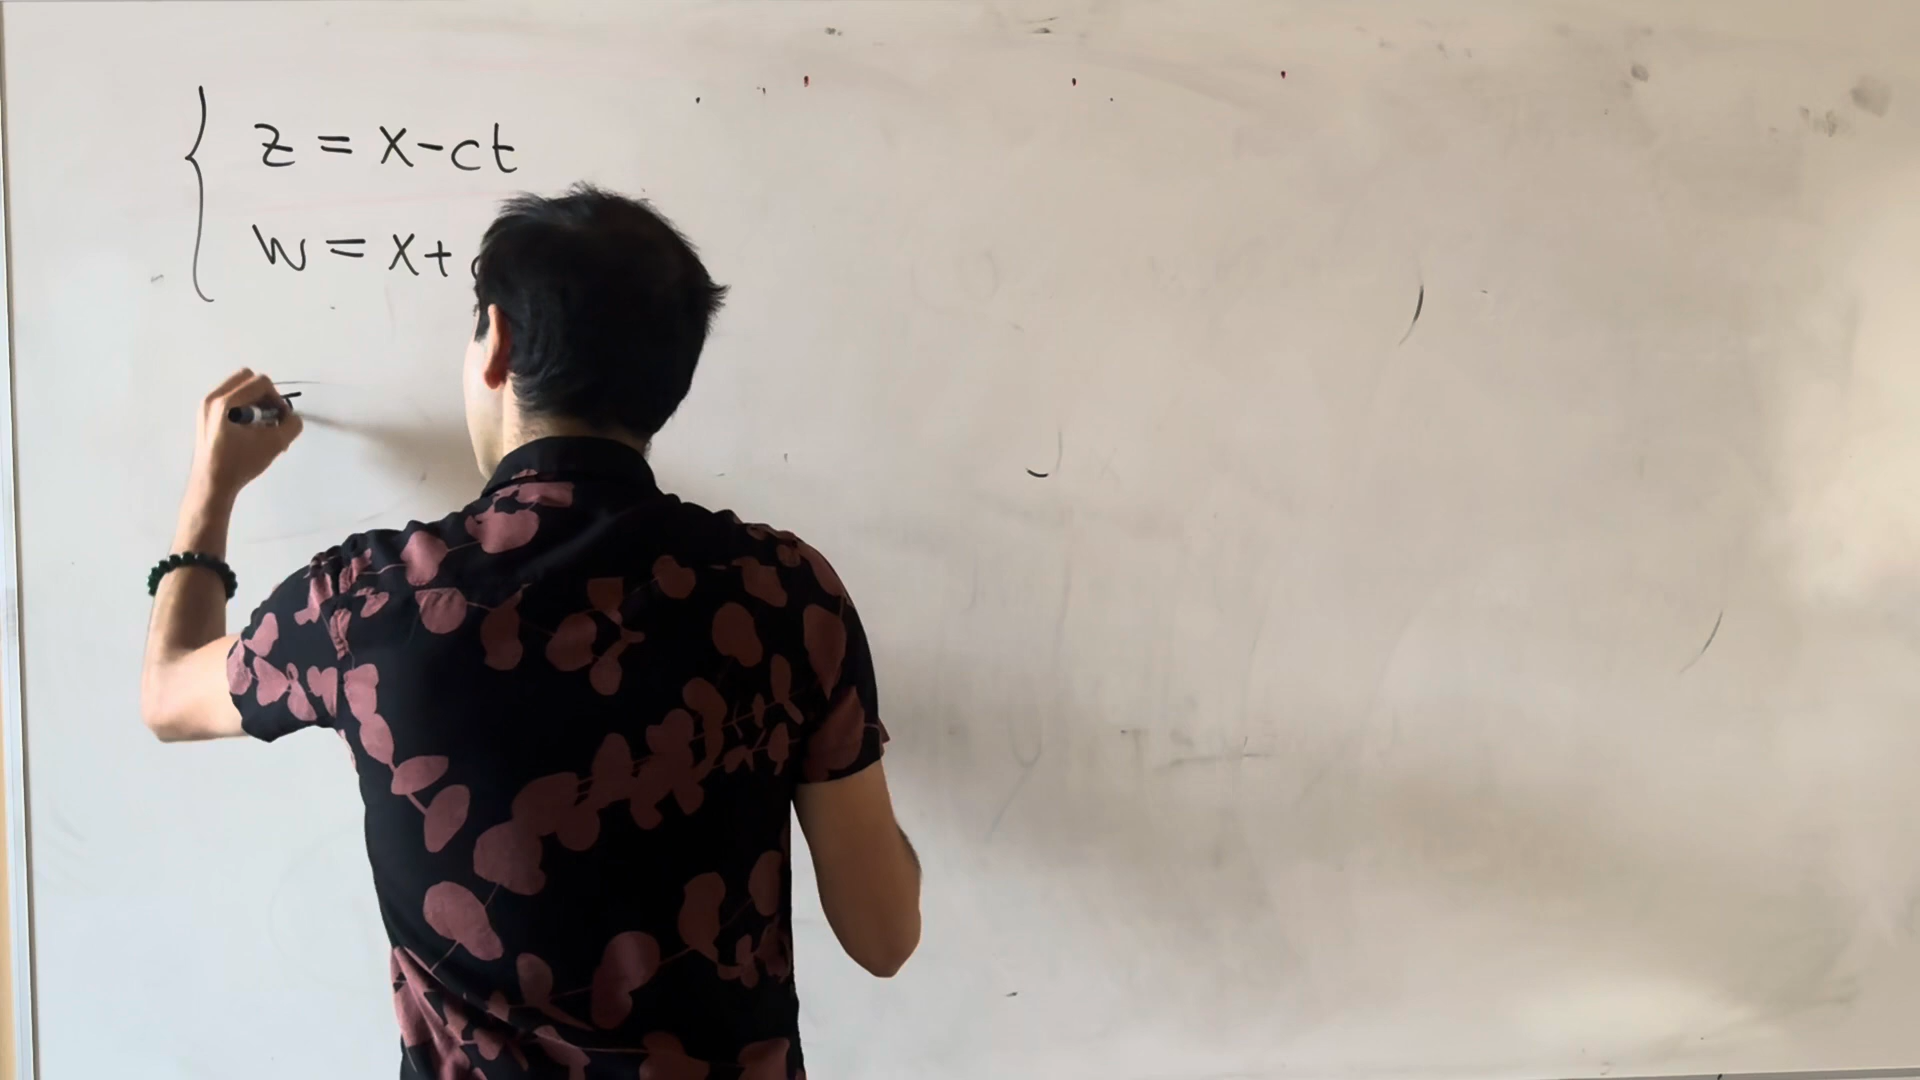 z = x-ct
w = x+